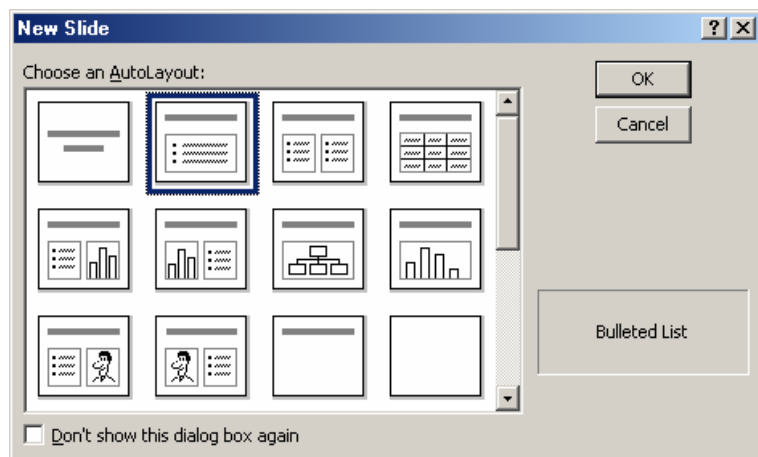 New Slide
Choose an AutoLayout:
OK
Cancel
Bulleted List
Don't show this dialog box again